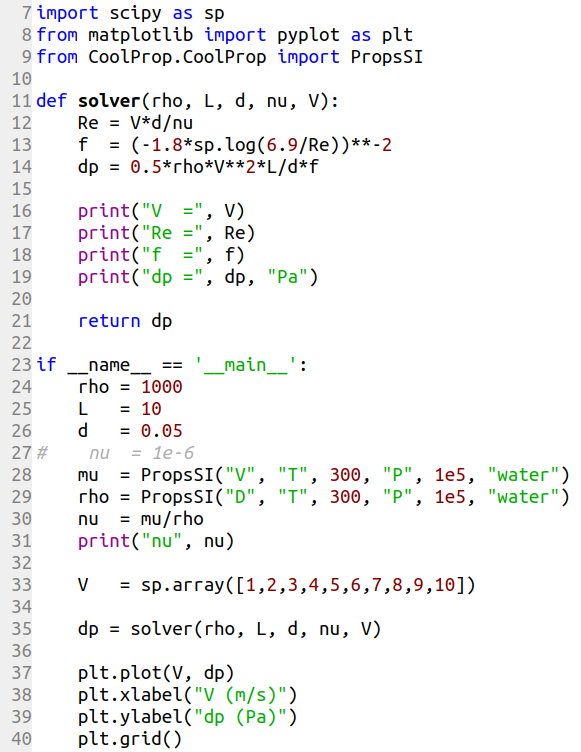 7 import scipy as sp
8 from matplotlib import pyplot as plt
9 from CoolProp.CoolProp import PropsSI
10
11 def solver(rho, L, d, nu, V):
12     Re = V*d/nu
13     f  = (-1.8*sp.log(6.9/Re))**-2
14     dp = 0.5*rho*V**2*L/d*f
15
16     print("V  =", V)
17     print("Re =", Re)
18     print("f  =", f)
19     print("dp =", dp, "Pa")
20
21     return dp
22
23 if __name__ == '__main__':
24     rho = 1000
25     L   = 10
26     d   = 0.05
27 #    nu  = 1e-6
28     mu  = PropsSI("V", "T", 300, "P", 1e5, "water")
29     rho = PropsSI("D", "T", 300, "P", 1e5, "water")
30     nu  = mu/rho
31     print("nu", nu)
32
33     V   = sp.array([1,2,3,4,5,6,7,8,9,10])
34
35     dp = solver(rho, L, d, nu, V)
36
37     plt.plot(V, dp)
38     plt.xlabel("V (m/s)")
39     plt.ylabel("dp (Pa)")
40     plt.grid()